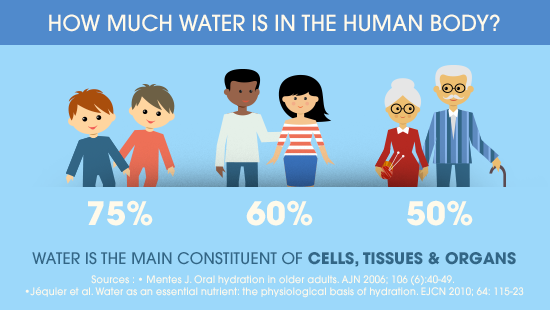 HOW MUCH WATER IS IN THE HUMAN BODY?
75% 60% 50%
WATER IS THE MAIN CONSTITUENT OF CELLS, TISSUES & ORGANS
Sources : • Mentes J. Oral hydration in older adults. AJN 2006; 106 (6):40-49.
•Jéquier et al. Water as an essential nutrient: the physiological basis of hydration. EJCN 2010; 64: 115-23